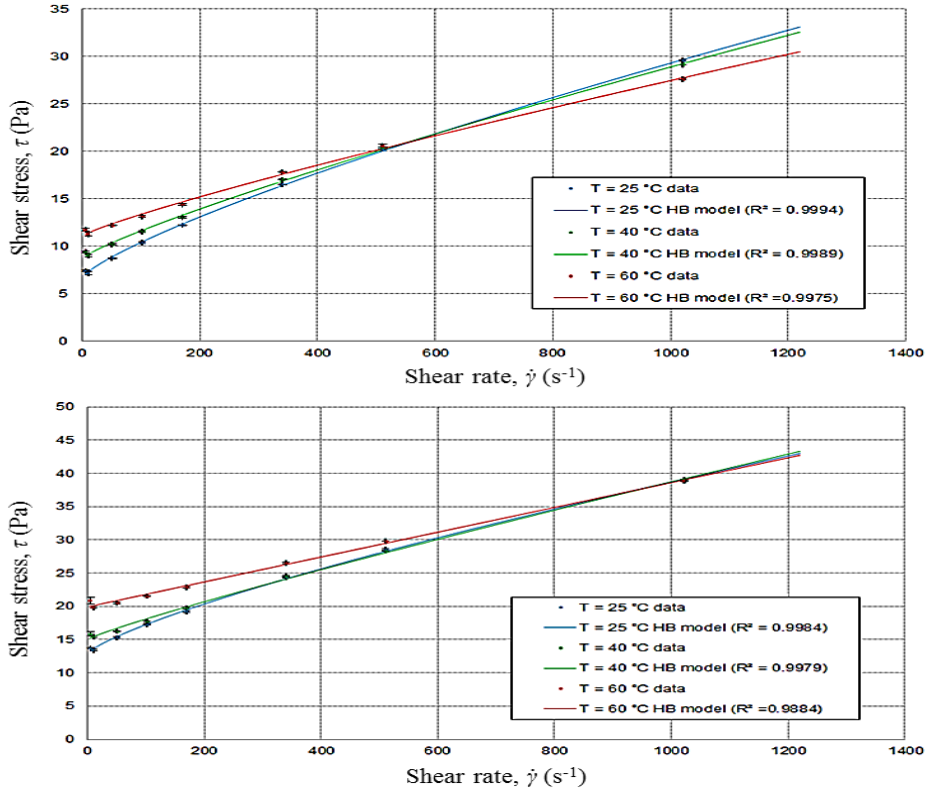 35
30
25
20
15
10
5
0
Shear stress, τ (Pa)
T = 25 °C data
T = 25 °C HB model (R² = 0.9994)
T = 40 °C data
T = 40 °C HB model (R² = 0.9989)
T = 60 °C data
T = 60 °C HB model (R² =0.9975)
0 200 400 600 800 1000 1200 1400
Shear rate, γ̇ (s⁻¹)
50
45
40
35
30
25
20
15
10
5
0
Shear stress, τ (Pa)
T = 25 °C data
T = 25 °C HB model (R² = 0.9984)
T = 40 °C data
T = 40 °C HB model (R² = 0.9979)
T = 60 °C data
T = 60 °C HB model (R² =0.9884)
0 200 400 600 800 1000 1200 1400
Shear rate, γ̇ (s⁻¹)